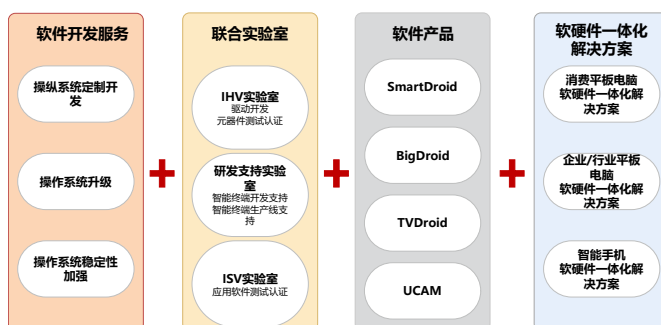 软件开发服务
操纵系统定制开
发
操作系统升级
操作系统稳定性
加强
联合实验室
IHV实验室
驱动开发
元器件测试认证
研发支持实验
室
智能终端开发支持
智能终端生产线支
持
ISV实验室
应用软件测试认证
软件产品
SmartDroid
BigDroid
TVDroid
UCAM
软硬件一体化
解决方案
消费平板电脑
软硬件一体化解
决方案
企业/行业平板
电脑
软硬件一体化解
决方案
智能手机
软硬件一体化解
决方案